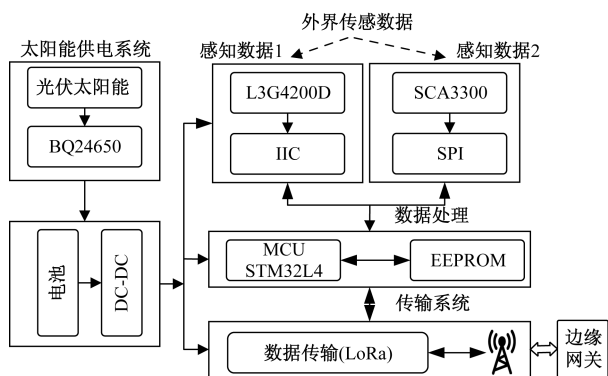 外界传感数据
太阳能供电系统
感知数据1
感知数据2
光伏太阳能
L3G4200D
SCA3300
BQ24650
IIC
SPI
数据处理
电池
DC-DC
MCU
STM32L4
EEPROM
传输系统
数据传输(LoRa)
边缘
网关